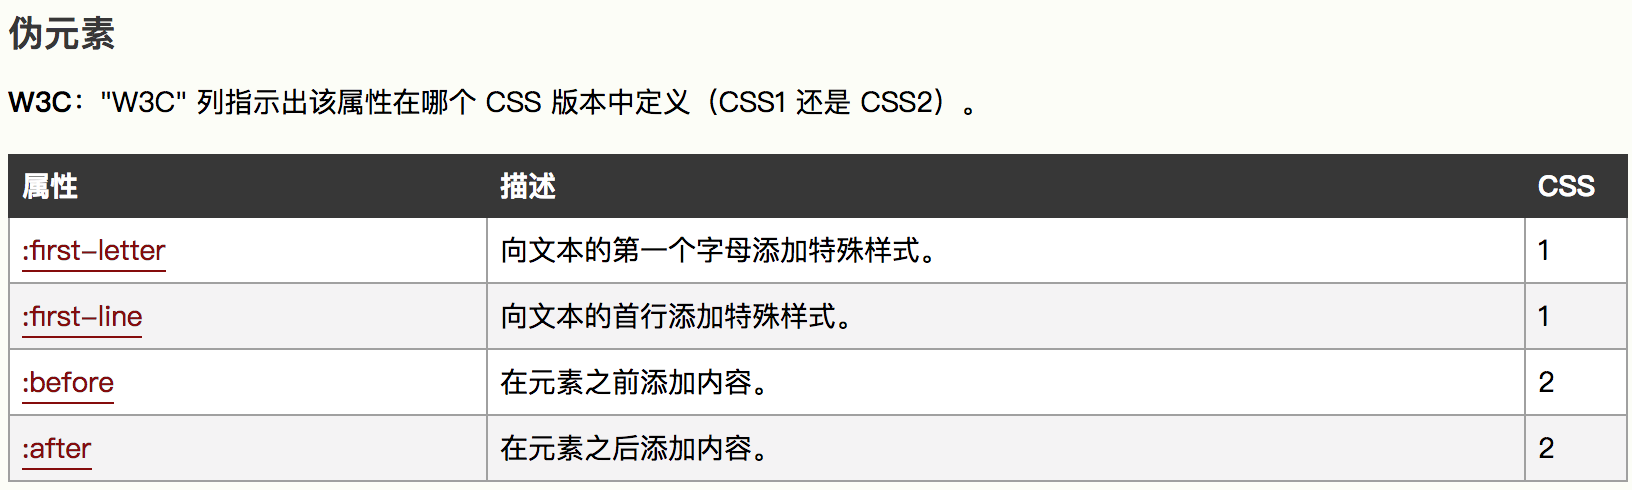 伪元素
W3C："W3C" 列指示出该属性在哪个 CSS 版本中定义（CSS1 还是 CSS2）。
属性 描述 CSS
:first-letter 向文本的第一个字母添加特殊样式。 1
:first-line 向文本的首行添加特殊样式。 1
:before 在元素之前添加内容。 2
:after 在元素之后添加内容。 2